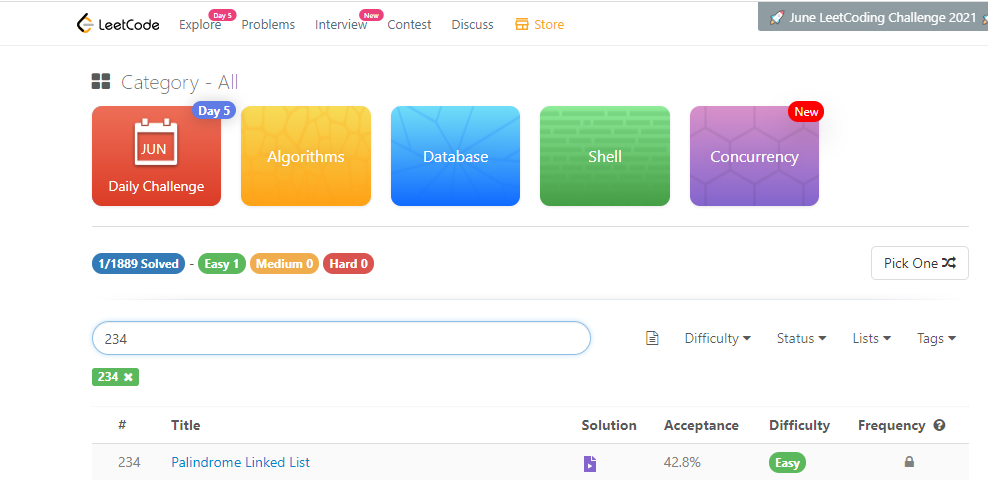 LeetCode Explore Day 5 Problems Interview New Contest Discuss Store
🚀 June LeetCoding Challenge 2021 🚀
Category - All
Day 5
JUN
Daily Challenge
Algorithms
Database
Shell
New
Concurrency
1/1889 Solved - Easy 1 Medium 0 Hard 0
Pick One
234
Difficulty Status Lists Tags
234 ×
# Title Solution Acceptance Difficulty Frequency ?
234 Palindrome Linked List 42.8% Easy